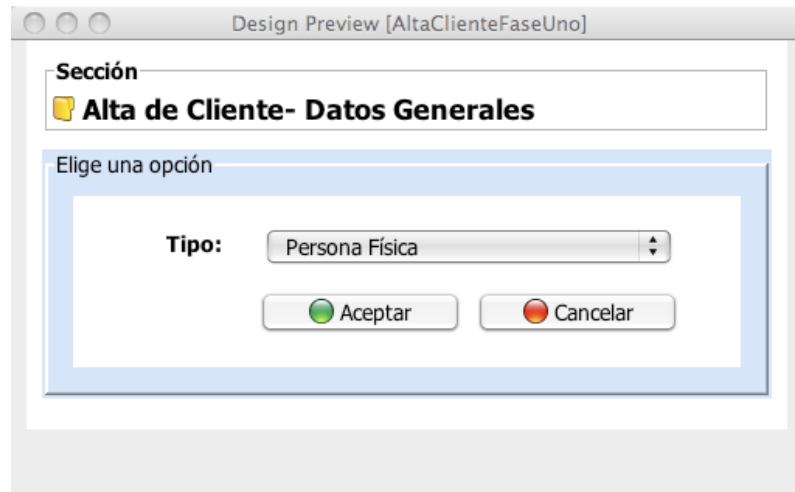 Design Preview [AltaClienteFaseUno]
Sección
Alta de Cliente- Datos Generales
Elige una opción
Tipo: Persona Física
Aceptar Cancelar